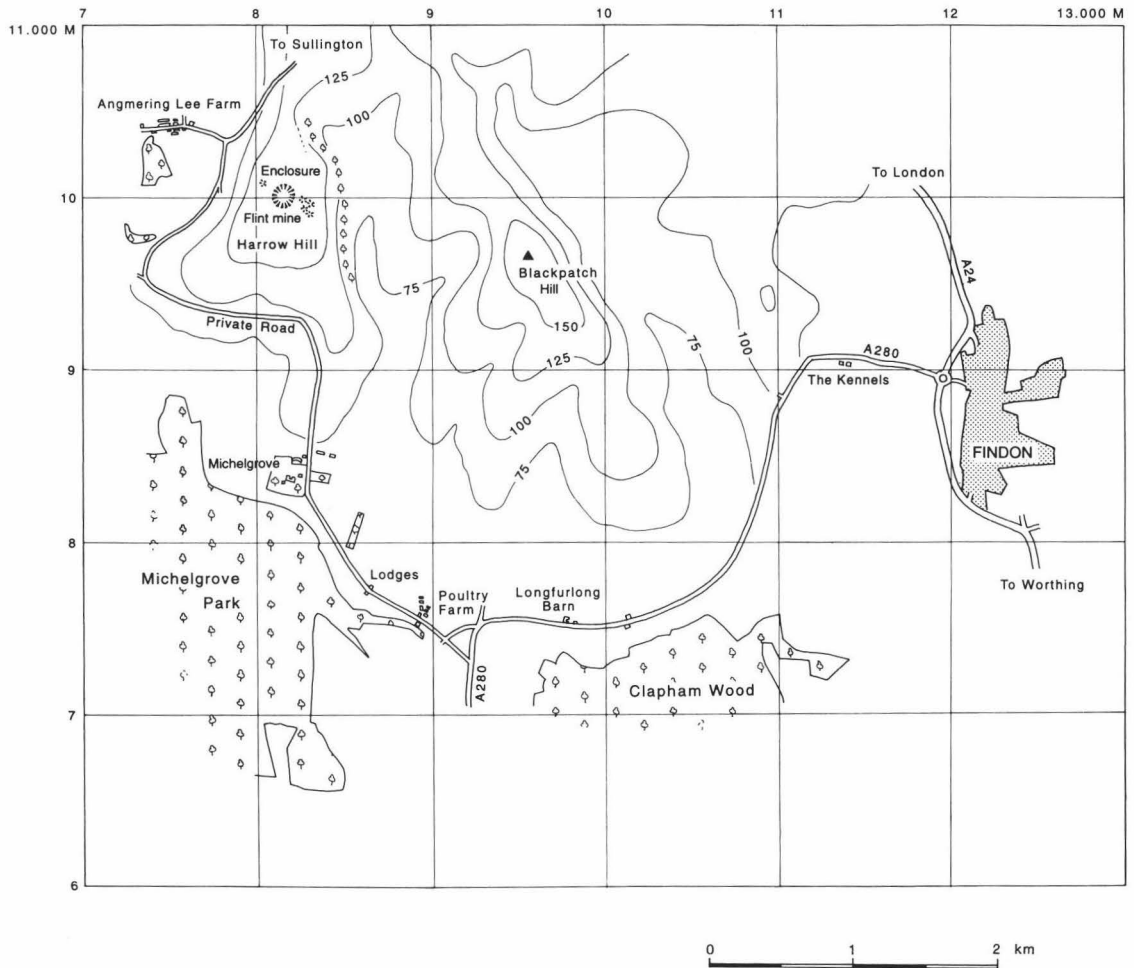 7 8 9 10 11 12 13.000 M
11.000 M
To Sullington
125
Angmering Lee Farm
100
Enclosure
To London
10
Flint mine
Harrow Hill
A24
Blackpatch
Hill
75
Private Road
150
75
100
125
A280
9
The Kennels
100
FINDON
Michelgrove
75
8
Michelgrove
Park
Lodges
Poultry
Farm
Longfurlong
Barn
To Worthing
A280
Clapham Wood
7
6
0 1 2 km